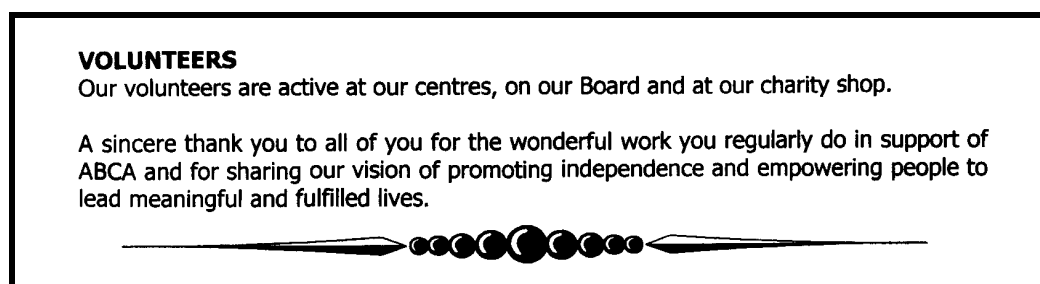 VOLUNTEERS
Our volunteers are active at our centres, on our Board and at our charity shop.
A sincere thank you to all of you for the wonderful work you regularly do in support of
ABCA and for sharing our vision of promoting independence and empowering people to
lead meaningful and fulfilled lives.